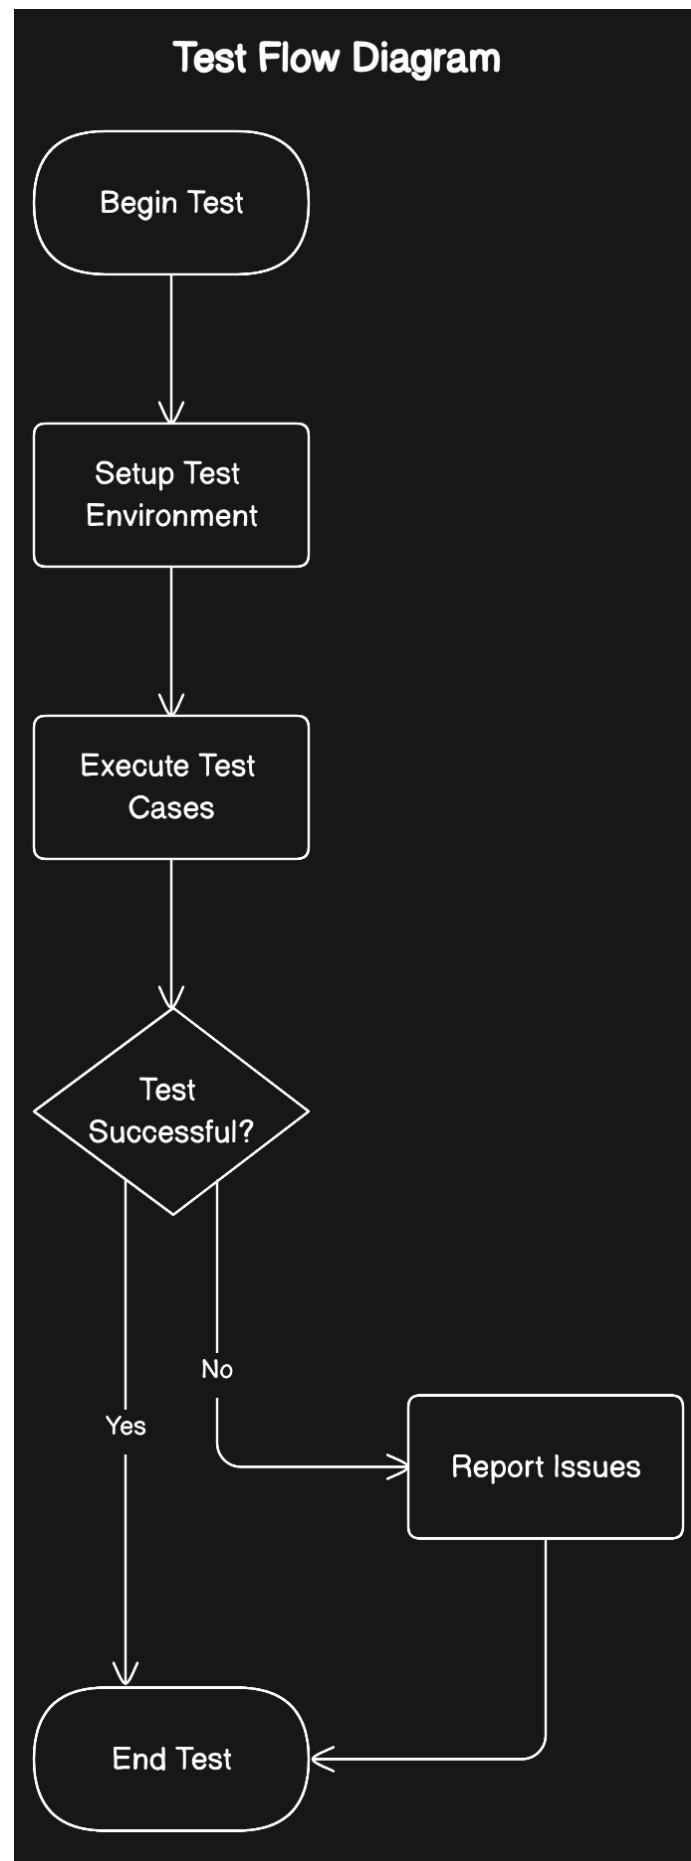 Test Flow Diagram
Begin Test
Setup Test
Environment
Execute Test
Cases
Test
Successful?
No
Yes
Report Issues
End Test